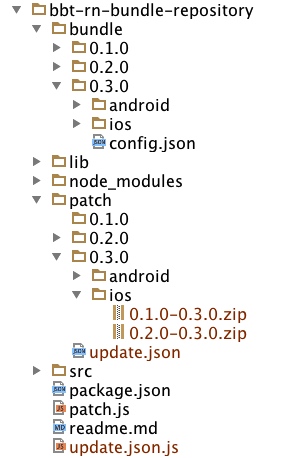 bbt-rn-bundle-repository
bundle
0.1.0
0.2.0
0.3.0
android
ios
config.json
lib
node_modules
patch
0.1.0
0.2.0
0.3.0
android
ios
0.1.0-0.3.0.zip
0.2.0-0.3.0.zip
update.json
src
package.json
patch.js
readme.md
update.json.js